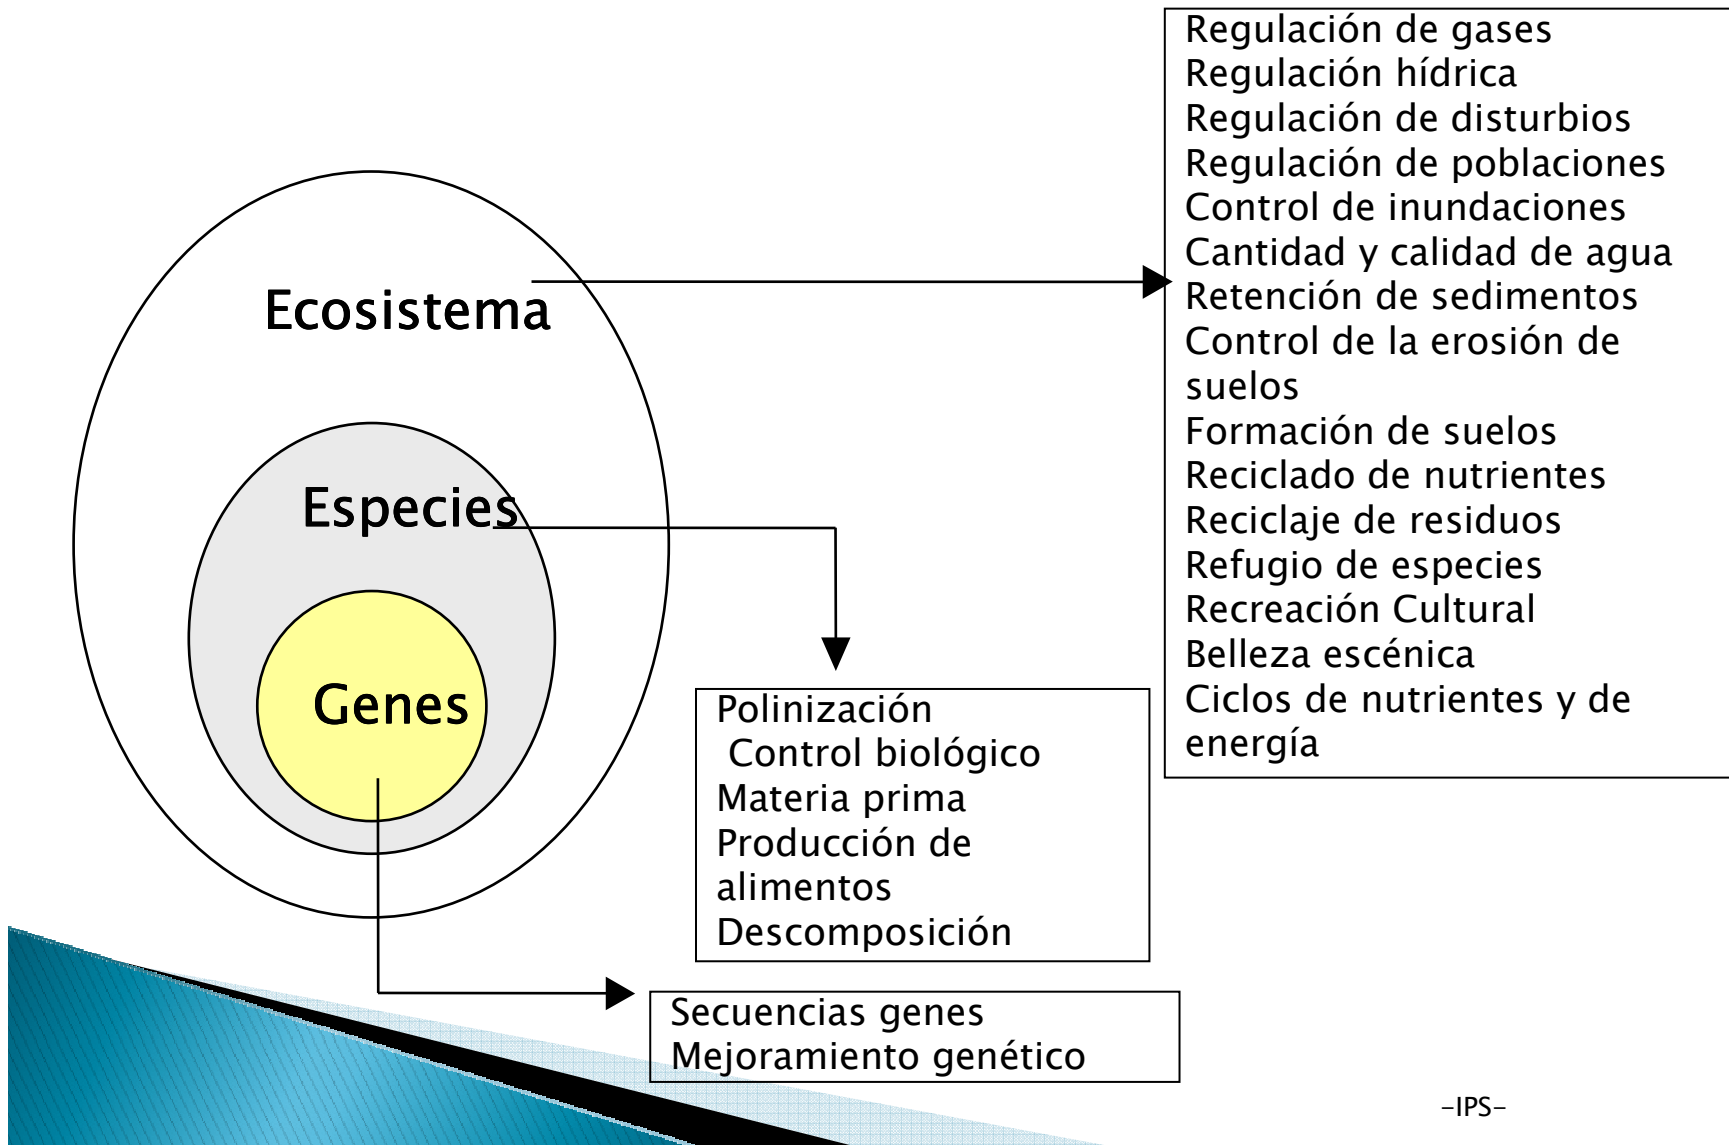 Ecosistema
Especies
Genes
Regulación de gases
Regulación hídrica
Regulación de disturbios
Regulación de poblaciones
Control de inundaciones
Cantidad y calidad de agua
Retención de sedimentos
Control de la erosión de
suelos
Formación de suelos
Reciclado de nutrientes
Reciclaje de residuos
Refugio de especies
Recreación Cultural
Belleza escénica
Ciclos de nutrientes y de
energía
Polinización
Control biológico
Materia prima
Producción de
alimentos
Descomposición
Secuencias genes
Mejoramiento genético
-IPS-